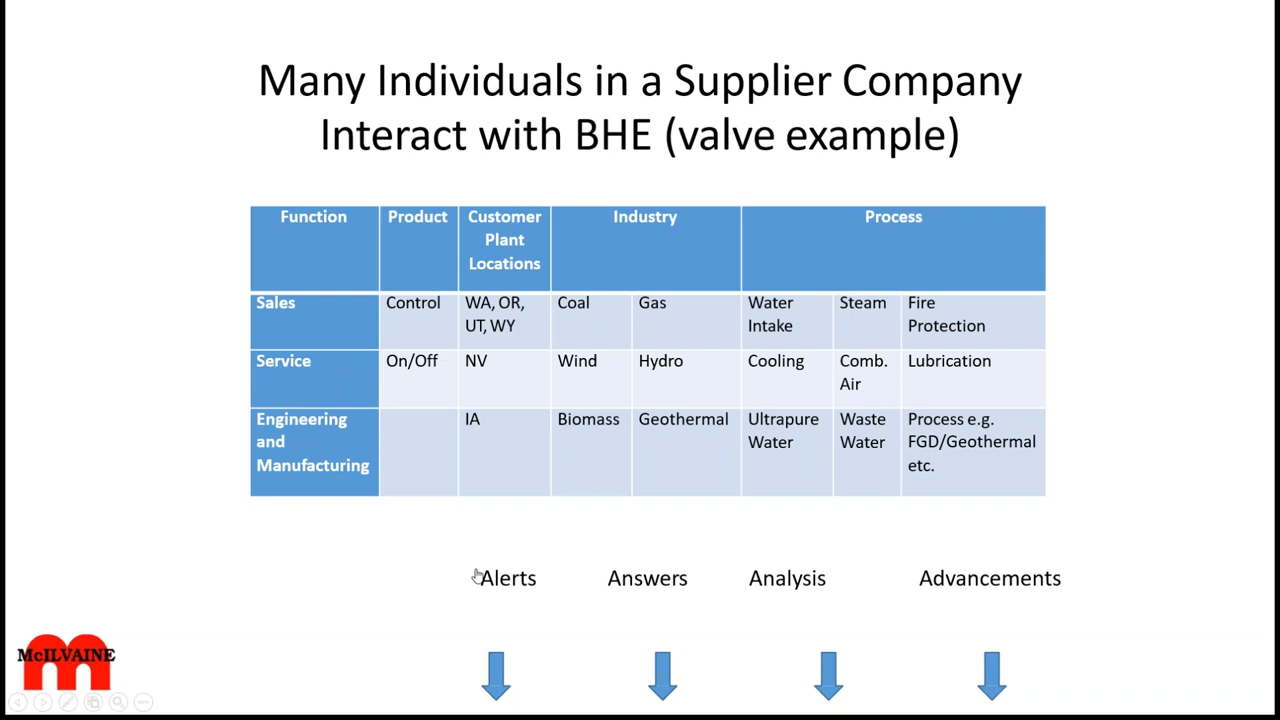 Many Individuals in a Supplier Company
Interact with BHE (valve example)
Function Product Customer Plant Locations Industry Process
Sales Control WA, OR, UT, WY Coal Gas Water Intake Steam Fire Protection
Service On/Off NV Wind Hydro Cooling Comb. Air Lubrication
Engineering and Manufacturing IA Biomass Geothermal Ultrapure Water Waste Water Process e.g. FGD/Geothermal etc.
Alerts Answers Analysis Advancements
McILVAINE